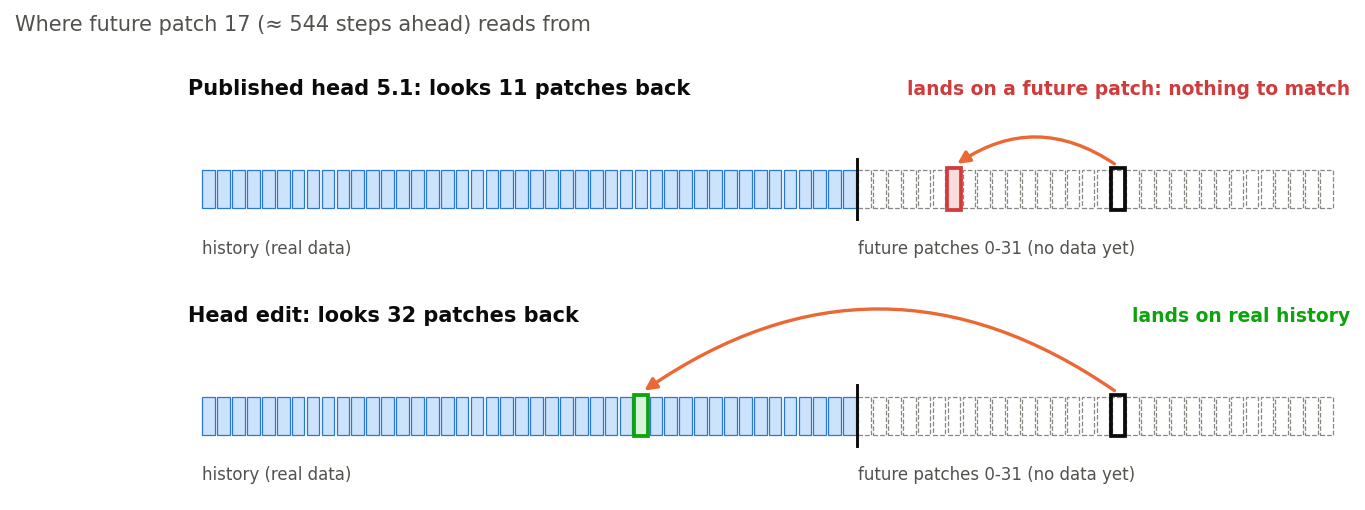 Where future patch 17 (≈ 544 steps ahead) reads from
Published head 5.1: looks 11 patches back
lands on a future patch: nothing to match
history (real data)
future patches 0-31 (no data yet)
Head edit: looks 32 patches back
lands on real history
history (real data)
future patches 0-31 (no data yet)